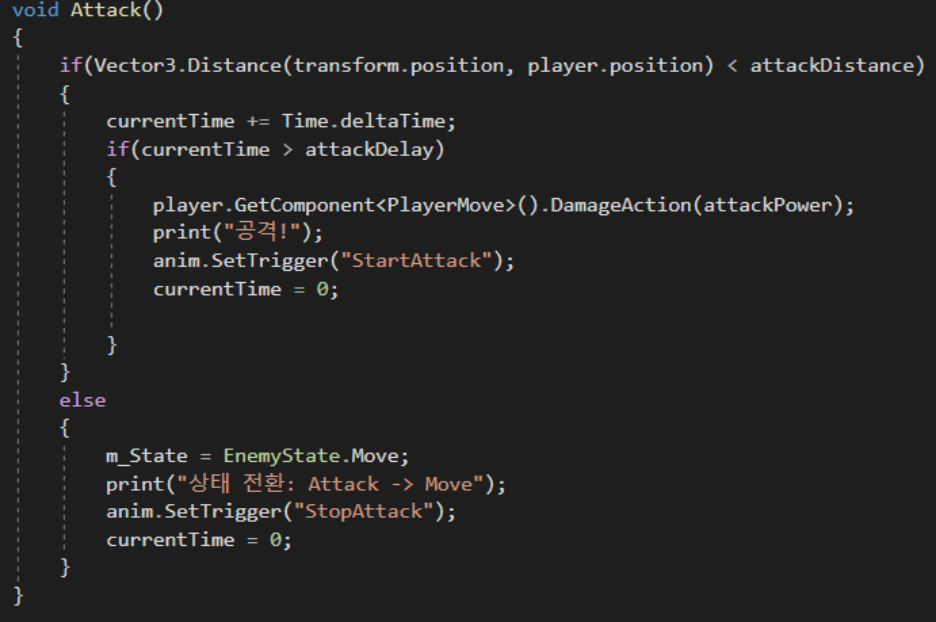 void Attack()
{
if(Vector3.Distance(transform.position, player.position) < attackDistance)
{
currentTime += Time.deltaTime;
if(currentTime > attackDelay)
{
player.GetComponent<PlayerMove>().DamageAction(attackPower);
print("공격!");
anim.SetTrigger("StartAttack");
currentTime = 0;
}
}
else
{
m_State = EnemyState.Move;
print("상태 전환: Attack -> Move");
anim.SetTrigger("StopAttack");
currentTime = 0;
}
}